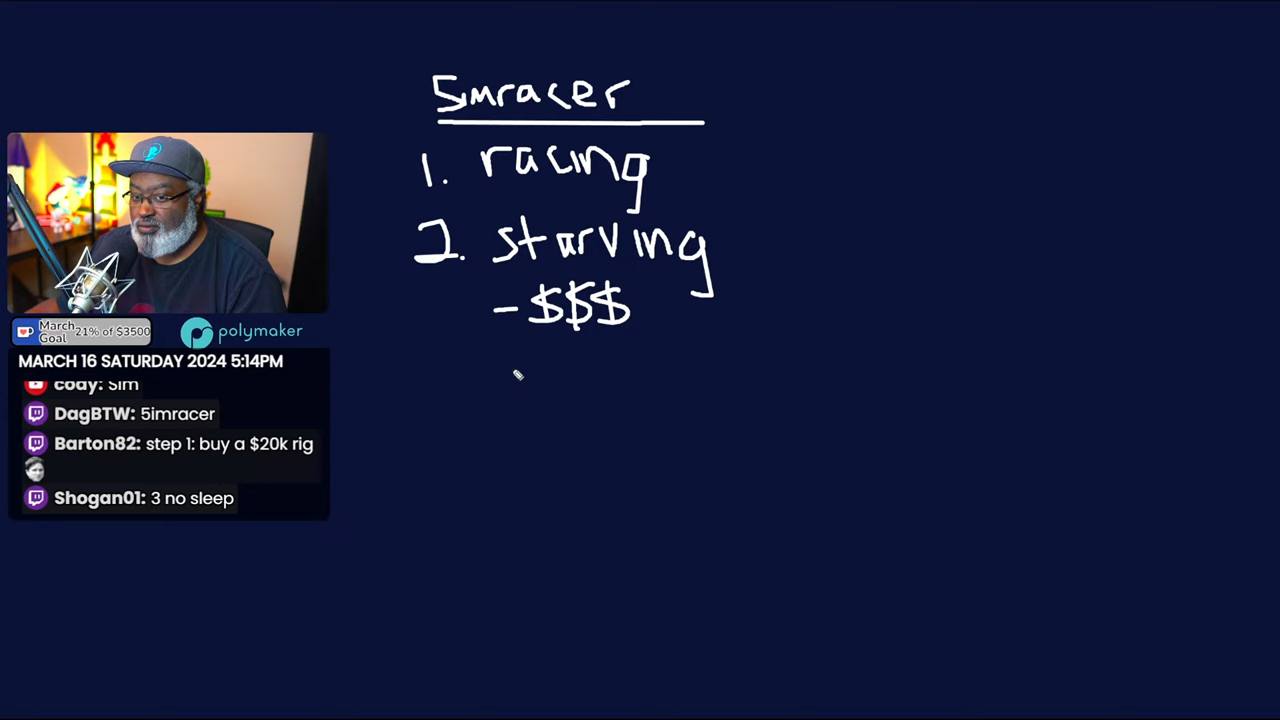 5imracer
1. racing
2. starving
- $$$
March
Goal
21% of $3500
polymaker
MARCH 16 SATURDAY 2024 5:14PM
cody: Sim
DagBTW: 5imracer
Barton82: step 1: buy a $20k rig
Shogan01: 3 no sleep